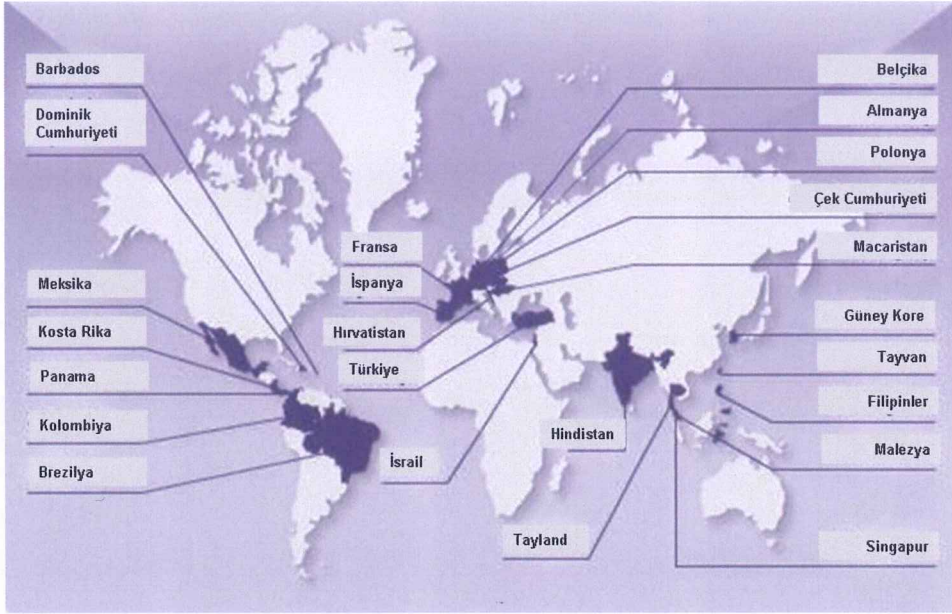 Barbados
Dominik
Cumhuriyeti
Meksika
Kosta Rika
Panama
Kolombiya
Brezilya
Fransa
İspanya
Hırvatistan
Türkiye
İsrail
Hindistan
Tayland
Belçika
Almanya
Polonya
Çek Cumhuriyeti
Macaristan
Güney Kore
Tayvan
Filipinler
Malezya
Singapur